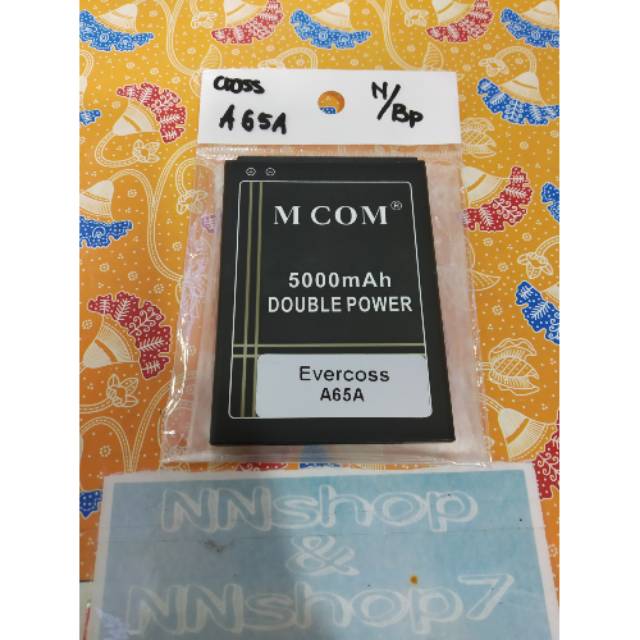 CROSS
A65A
N/Bp
M COM®
5000mAh
DOUBLE POWER
Evercoss
A65A
NNshop
&
NNshop7